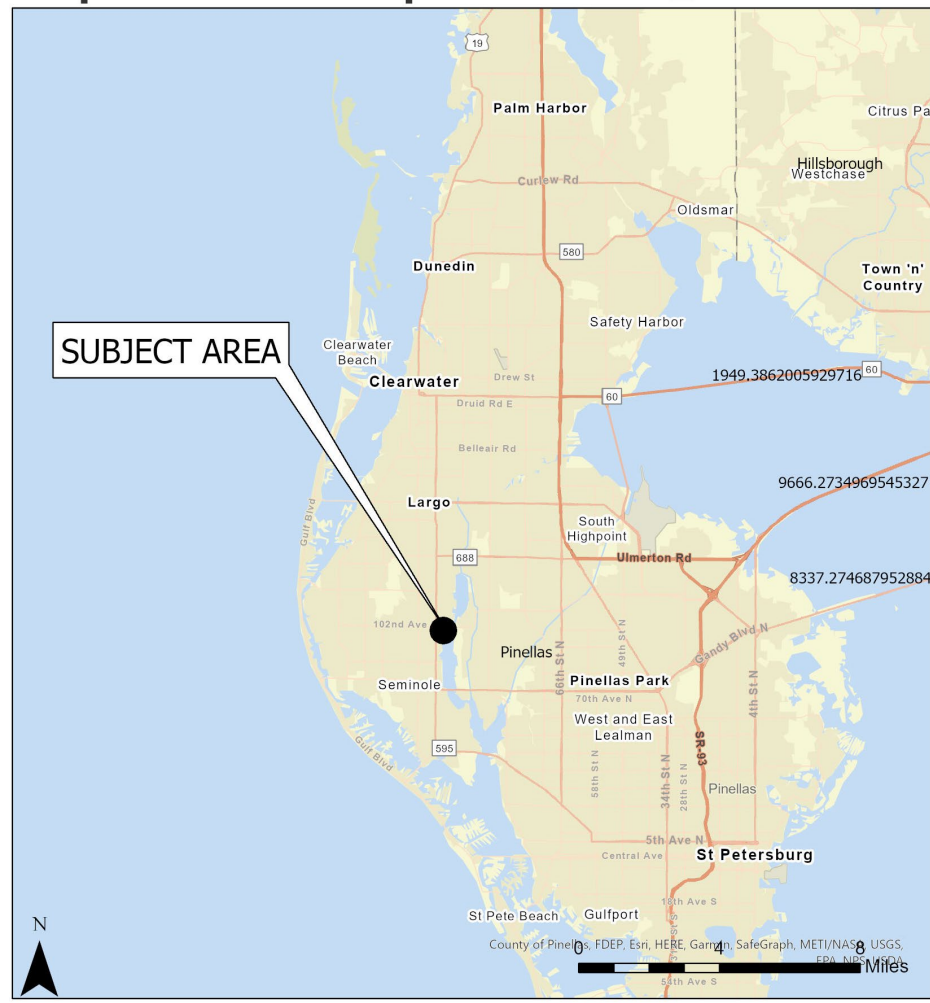 19
Palm Harbor
Citrus Pa
Hillsborough
Westchase
Curlew Rd
Oldsmar
580
Dunedin
Town 'n'
Country
Safety Harbor
SUBJECT AREA
Clearwater
Beach
1949.3862005929716
60
Drew St
Clearwater
60
Druid Rd E
Belleair Rd
9666.2734969545327
Largo
Gulf Blvd
South
Highpoint
688
Ulmerton Rd
8337.274687952884
102nd Ave
49th St N
Gandy Blvd N
Pinellas
66th St N
Seminole
Pinellas Park
4th St N
70th Ave N
West and East
Lealman
595
Gulf Blvd
SR-93
58th St N
34th St N
28th St N
Pinellas
5th Ave N
Central Ave
St Petersburg
18th Ave S
St Pete Beach
Gulfport
N
County of Pinellas, FDEP, Esri, HERE, Garmin, SafeGraph, METI/NASA, USGS,
EPA, NPS, USDA
0 4 8
Miles
54th Ave S